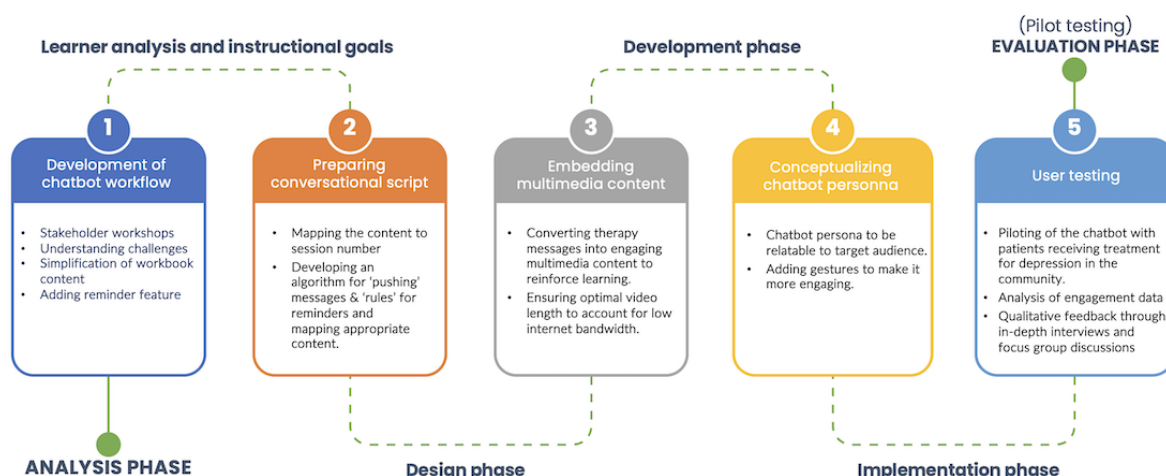 (Pilot testing)
Learner analysis and instructional goals
Development phase
EVALUATION PHASE
1
Development of
chatbot workflow
• Stakeholder workshops
• Understanding challenges
• Simplification of workbook
content
• Adding reminder feature
2
Preparing
conversational script
• Mapping the content to
session number
• Developing an
algorithm for ‘pushing’
messages & ‘rules’ for
reminders and
mapping appropriate
content.
3
Embedding
multimedia content
• Converting therapy
messages into engaging
multimedia content to
reinforce learning.
• Ensuring optimal video
length to account for low
internet bandwidth.
4
Conceptualizing
chatbot personna
• Chatbot persona to be
relatable to target audience.
• Adding gestures to make it
more engaging.
5
User testing
• Piloting of the chatbot with
patients receiving treatment
for depression in the
community.
• Analysis of engagement data
• Qualitative feedback through
in-depth interviews and
focus group discussions
ANALYSIS PHASE
Design phase
Implementation phase